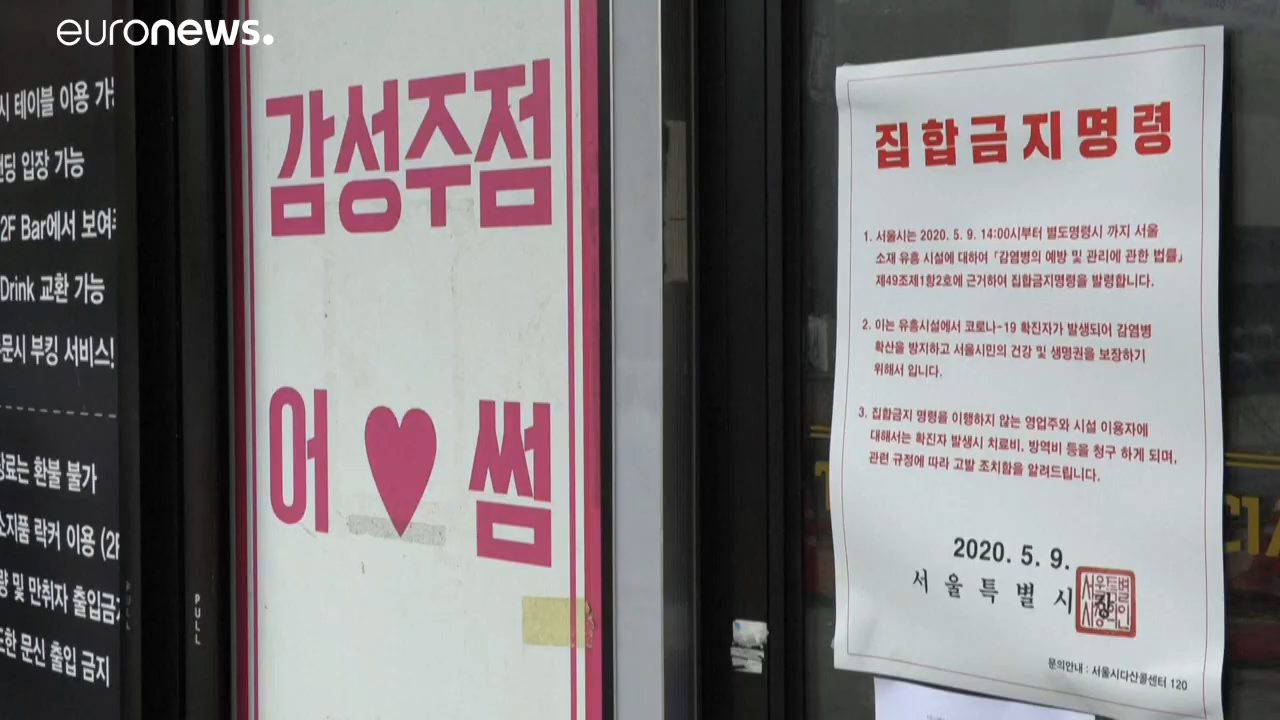 euronews.
시 테이블 이용 가
입장 가능
2F Bar에서 보여주
Drink 교환 가능
문시 부킹 서비스!
장료는 환불 불가
소지품 락커 이용 (2F
및 만취자 출입금지
또한 문신 출입 금지
PULL
PULL
감성주점
어♥썸
집합금지명령
1. 서울시는 2020. 5. 9. 14:00시부터 별도명령시 까지 서울
소재 유흥 시설에 대하여 「감염병의 예방 및 관리에 관한 법률」
제49조제1항2호에 근거하여 집합금지명령을 발령합니다.
2. 이는 유흥시설에서 코로나-19 확진자가 발생되어 감염병
확산을 방지하고 서울시민의 건강 및 생명권을 보장하기
위해서 입니다.
3. 집합금지 명령을 이행하지 않는 영업주와 시설 이용자에
대해서는 확진자 발생시 치료비, 방역비 등을 청구 하게 되며,
관련 규정에 따라 고발 조치함을 알려드립니다.
2020. 5. 9.
서울특별시장
서울특별시장의인
문의안내 : 서울시다산콜센터 120